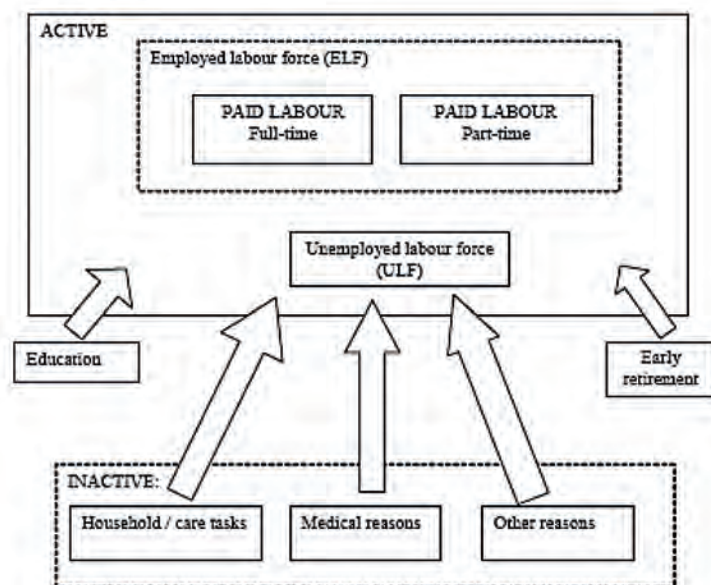 ACTIVE
Employed labour force (ELF)
PAID LABOUR
Full-time
PAID LABOUR
Part-time
Unemployed labour force
(ULF)
Education
Early
retirement
INACTIVE:
Household / care tasks
Medical reasons
Other reasons